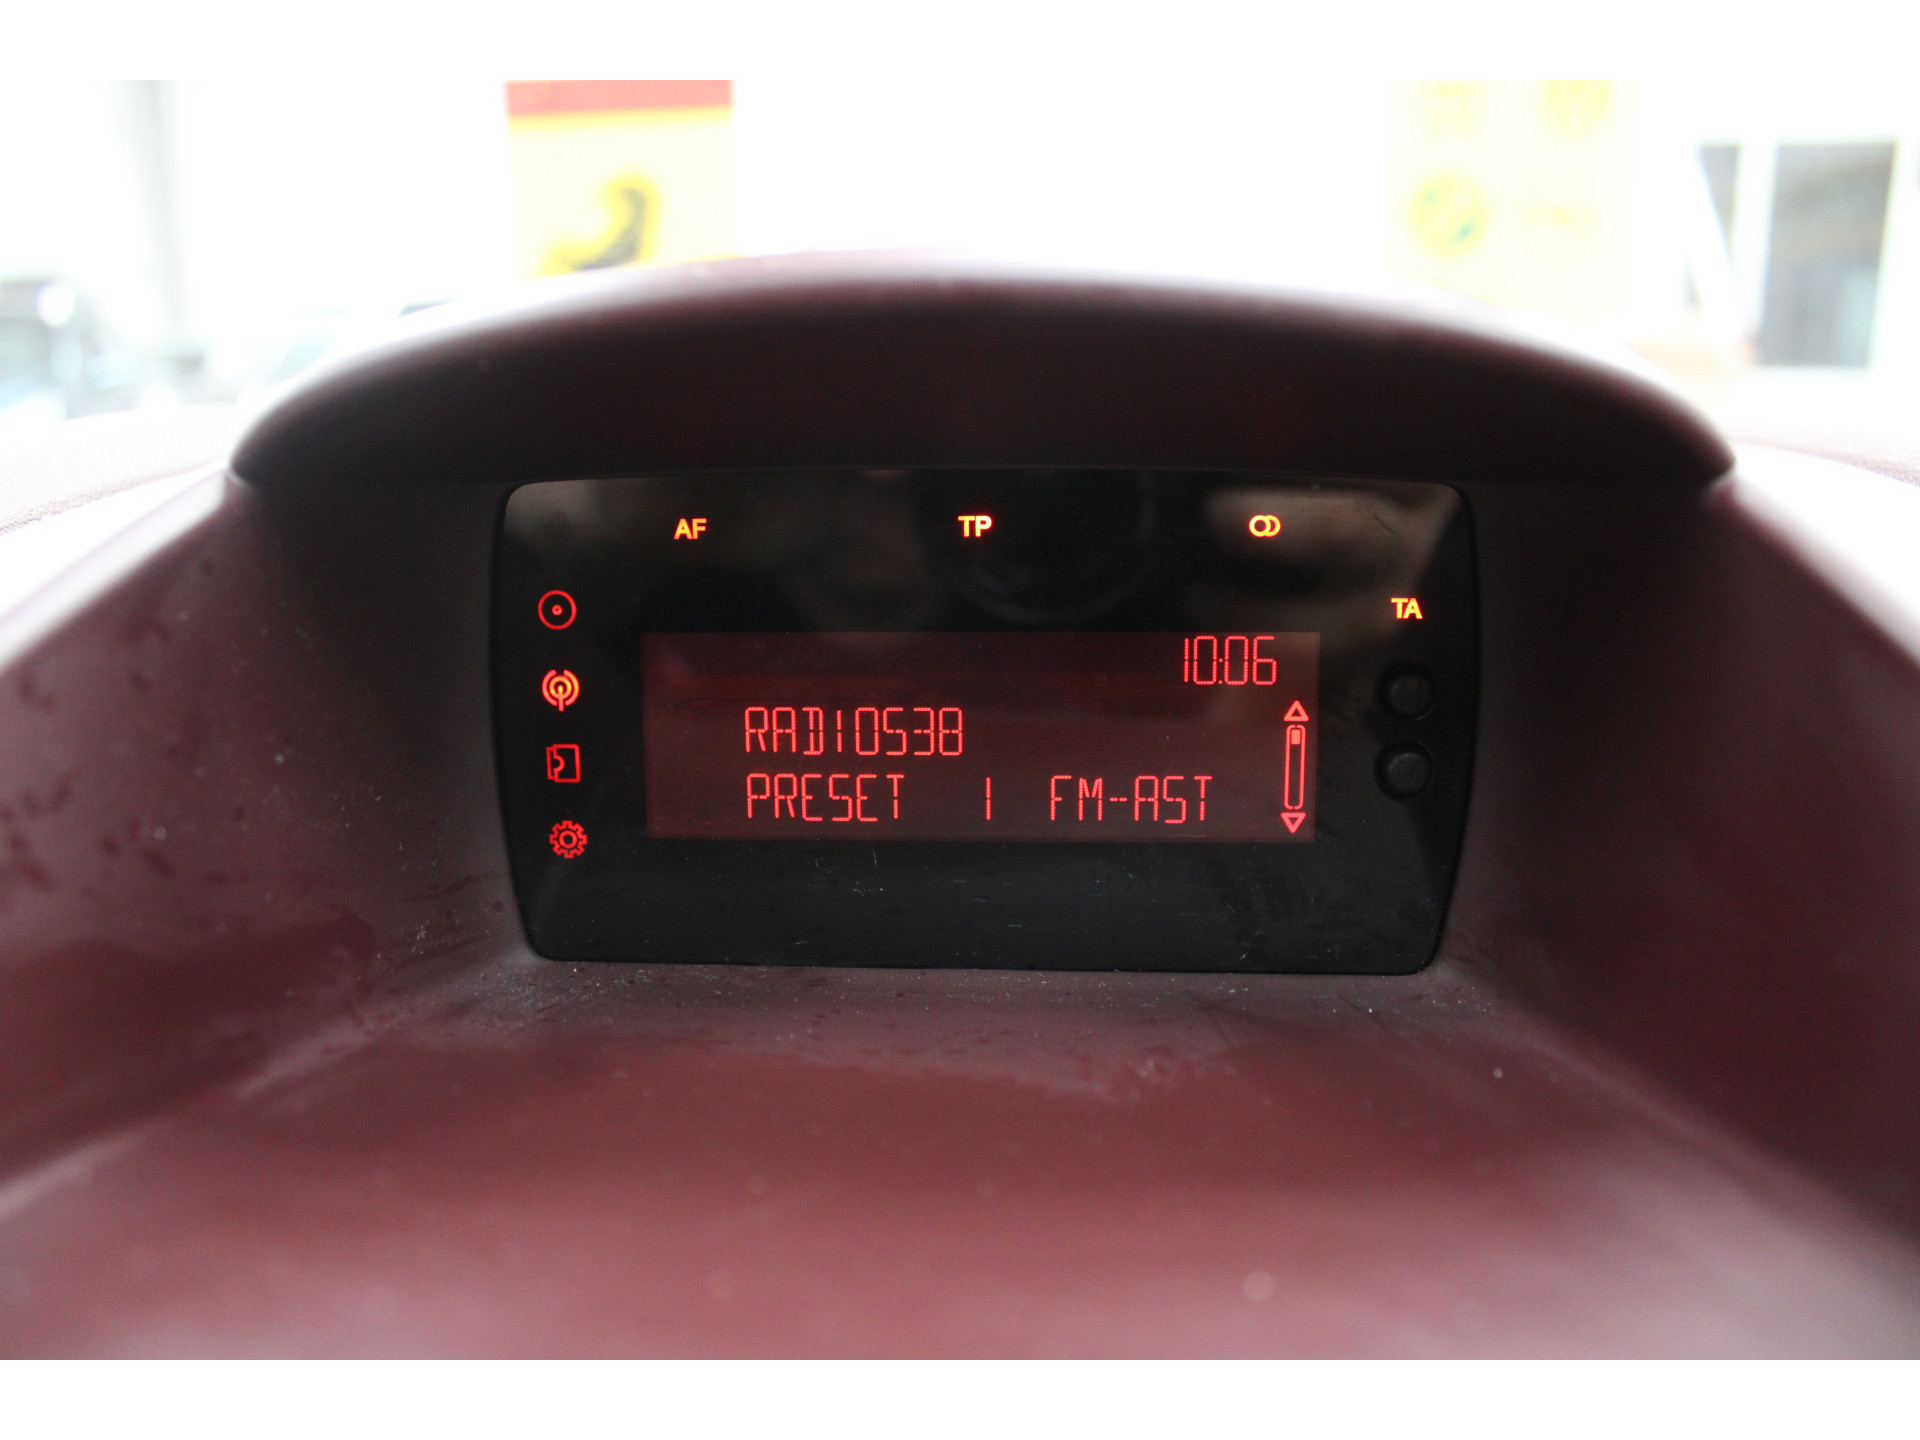 AF TP
TA
10:06
RADIO538
PRESET 1 FM-AST